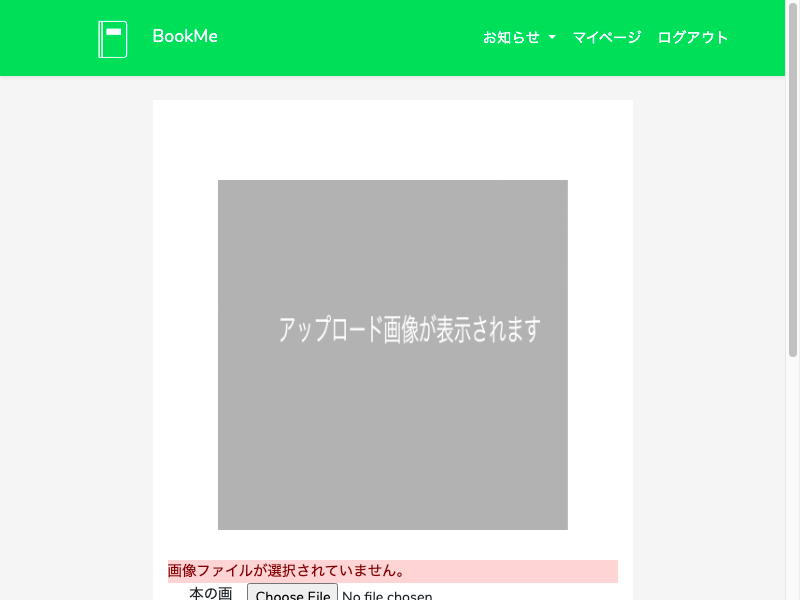 BookMe
お知らせ
マイページ
ログアウト
アップロード画像が表示されます
画像ファイルが選択されていません。
本の画
Choose File No file chosen